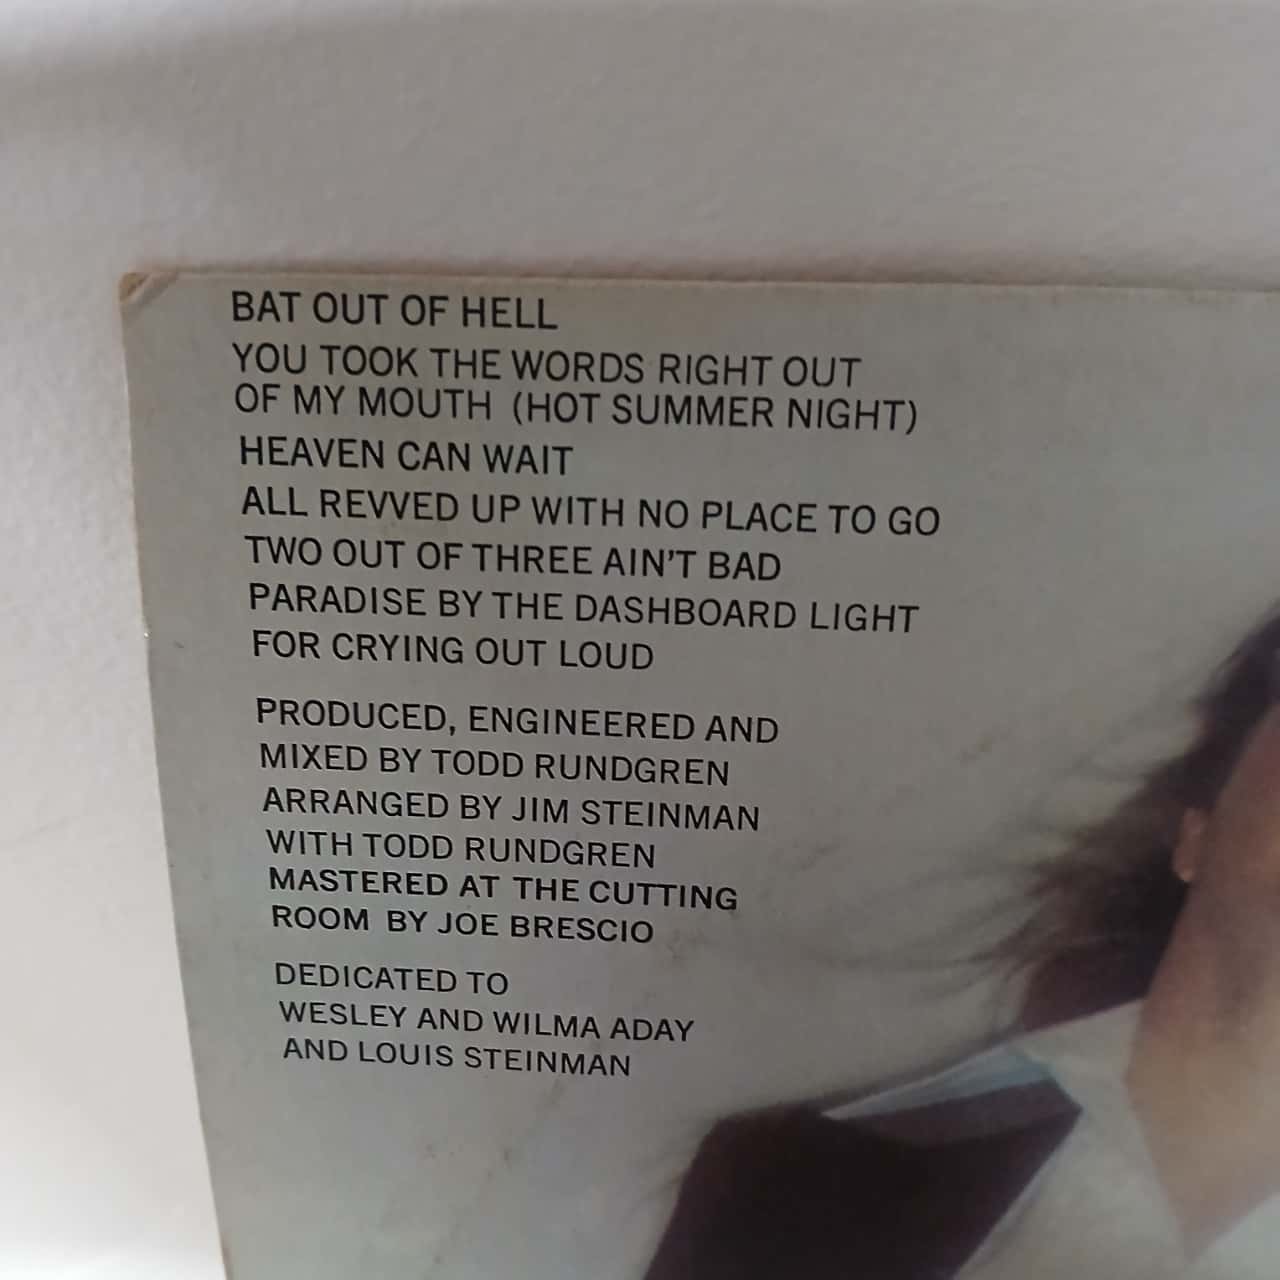 BAT OUT OF HELL
YOU TOOK THE WORDS RIGHT OUT
OF MY MOUTH (HOT SUMMER NIGHT)
HEAVEN CAN WAIT
ALL REVVED UP WITH NO PLACE TO GO
TWO OUT OF THREE AIN'T BAD
PARADISE BY THE DASHBOARD LIGHT
FOR CRYING OUT LOUD
PRODUCED, ENGINEERED AND
MIXED BY TODD RUNDGREN
ARRANGED BY JIM STEINMAN
WITH TODD RUNDGREN
MASTERED AT THE CUTTING
ROOM BY JOE BRESCIO
DEDICATED TO
WESLEY AND WILMA ADAY
AND LOUIS STEINMAN